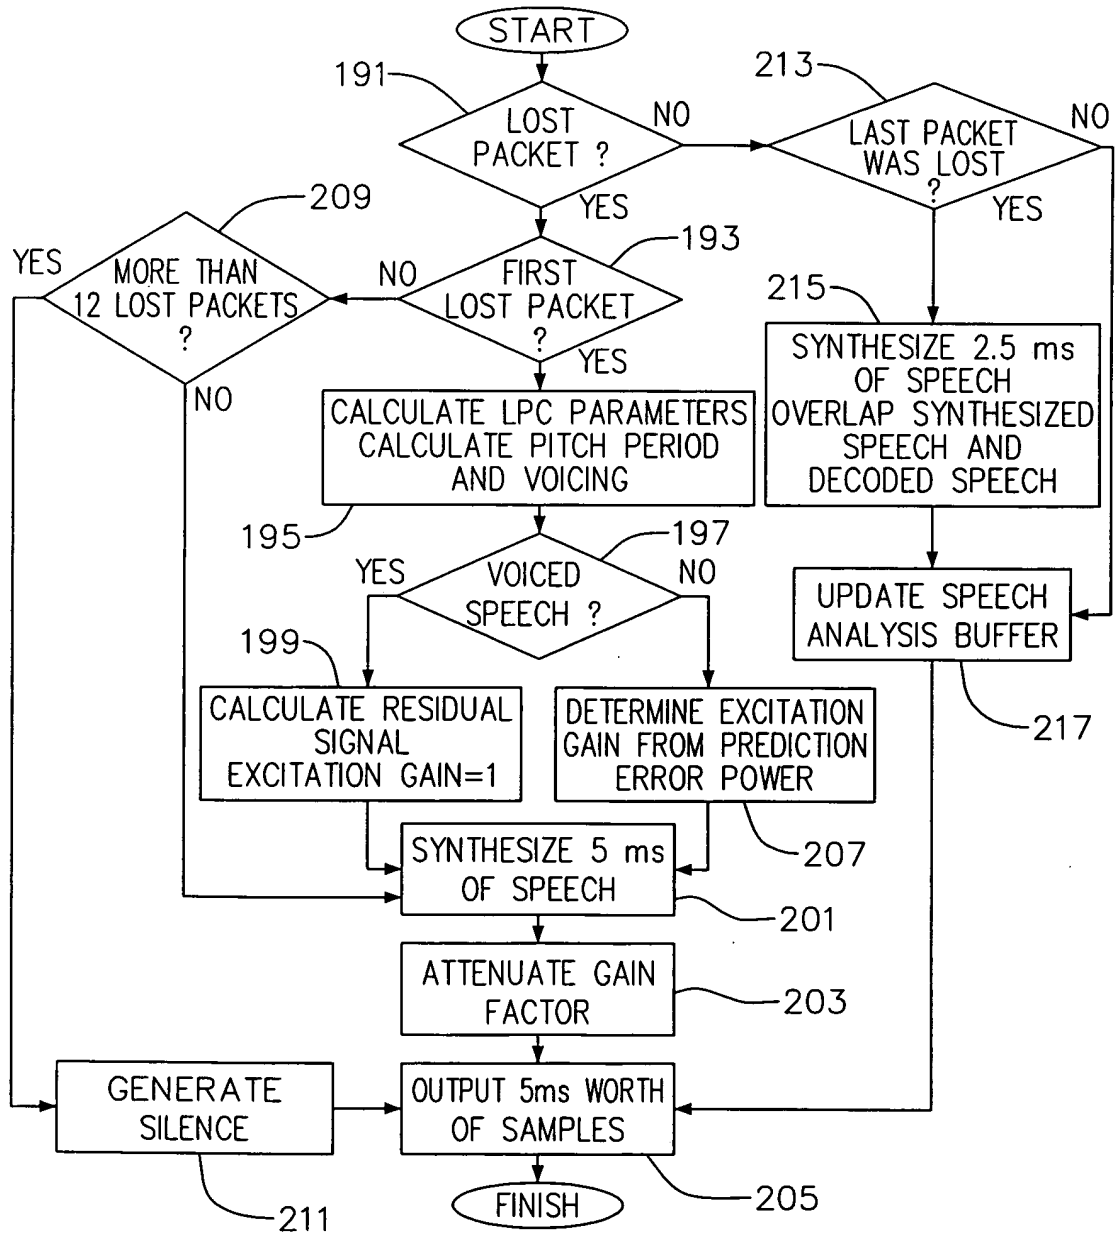 START
191
LOST
PACKET ?
NO
YES
213
LAST PACKET
WAS LOST
?
NO
YES
209
YES
MORE THAN
12 LOST PACKETS
?
NO
193
NO
FIRST
LOST PACKET
?
YES
215
SYNTHESIZE 2.5 ms
OF SPEECH
OVERLAP SYNTHESIZED
SPEECH AND
DECODED SPEECH
CALCULATE LPC PARAMETERS
CALCULATE PITCH PERIOD
AND VOICING
195
197
YES
VOICED
SPEECH ?
NO
UPDATE SPEECH
ANALYSIS BUFFER
217
199
CALCULATE RESIDUAL
SIGNAL
EXCITATION GAIN=1
DETERMINE EXCITATION
GAIN FROM PREDICTION
ERROR POWER
207
SYNTHESIZE 5 ms
OF SPEECH
201
ATTENUATE GAIN
FACTOR
203
GENERATE
SILENCE
211
OUTPUT 5ms WORTH
OF SAMPLES
205
FINISH